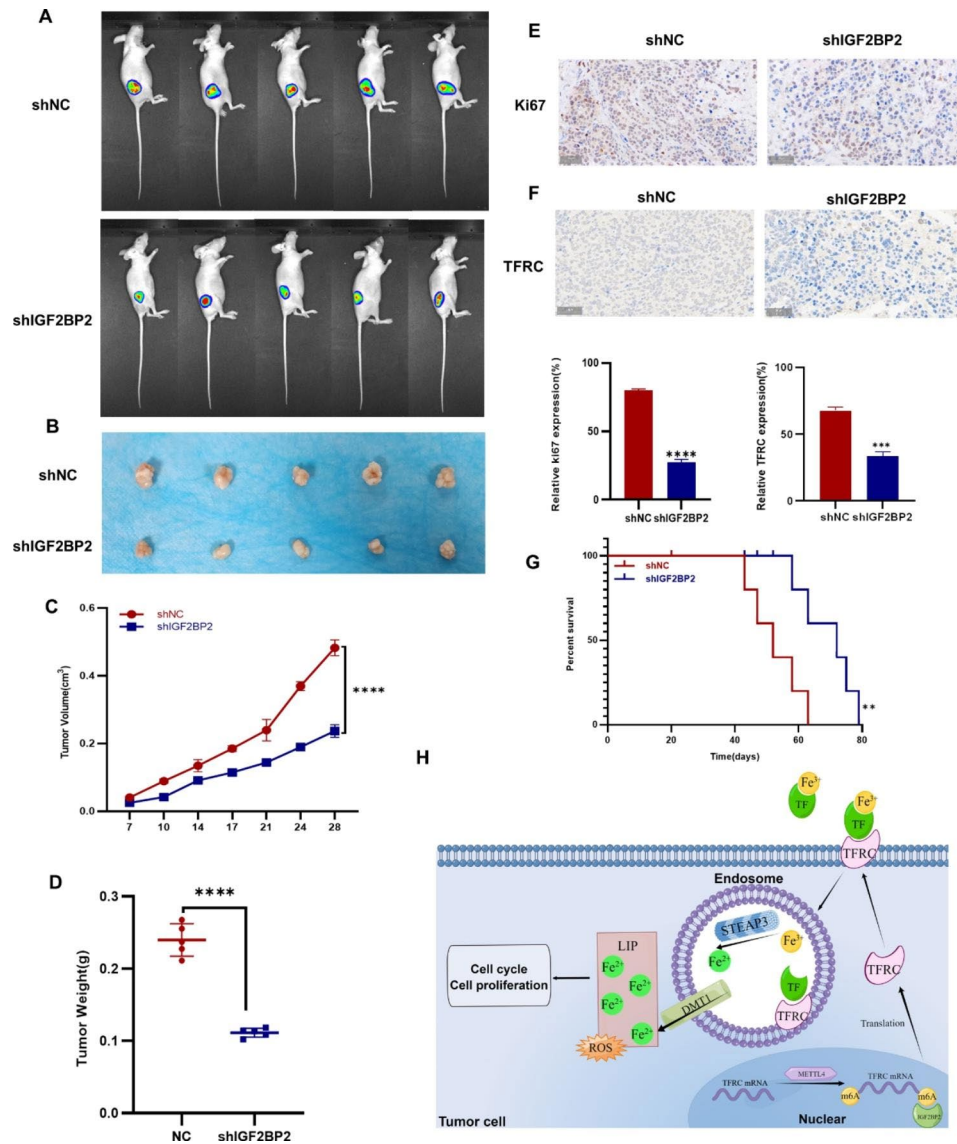 A
shNC
shIGF2BP2
B
shNC
shIGF2BP2
C
shNC
shIGF2BP2
Tumor Volume(cm³)
0.6
0.4
0.2
0.0
7 10 14 17 21 24 28
****
D
****
Tumor Weight(g)
0.3
0.2
0.1
0.0
NC shIGF2BP2
E
shNC shIGF2BP2
Ki67
F
shNC shIGF2BP2
TFRC
Relative ki67 expression(%)
100
50
0
****
shNC shIGF2BP2
Relative TFRC expression(%)
100
50
0
***
shNC shIGF2BP2
G
shNC
shIGF2BP2
Percent survival
100
50
0
0 20 40 60 80
**
Time(days)
H
Fe³⁺
TF
Fe³⁺
TF
TFRC
Endosome
STEAP3
Fe³⁺
Fe²⁺
TF
TFRC
DMT1
LIP
Fe²⁺
Fe²⁺
Fe²⁺
Fe²⁺
ROS
Cell cycle
Cell proliferation
TFRC
Translation
TFRC mRNA
METTL4
TFRC mRNA
m6A
m6A
IGF2BP2
Nuclear
Tumor cell